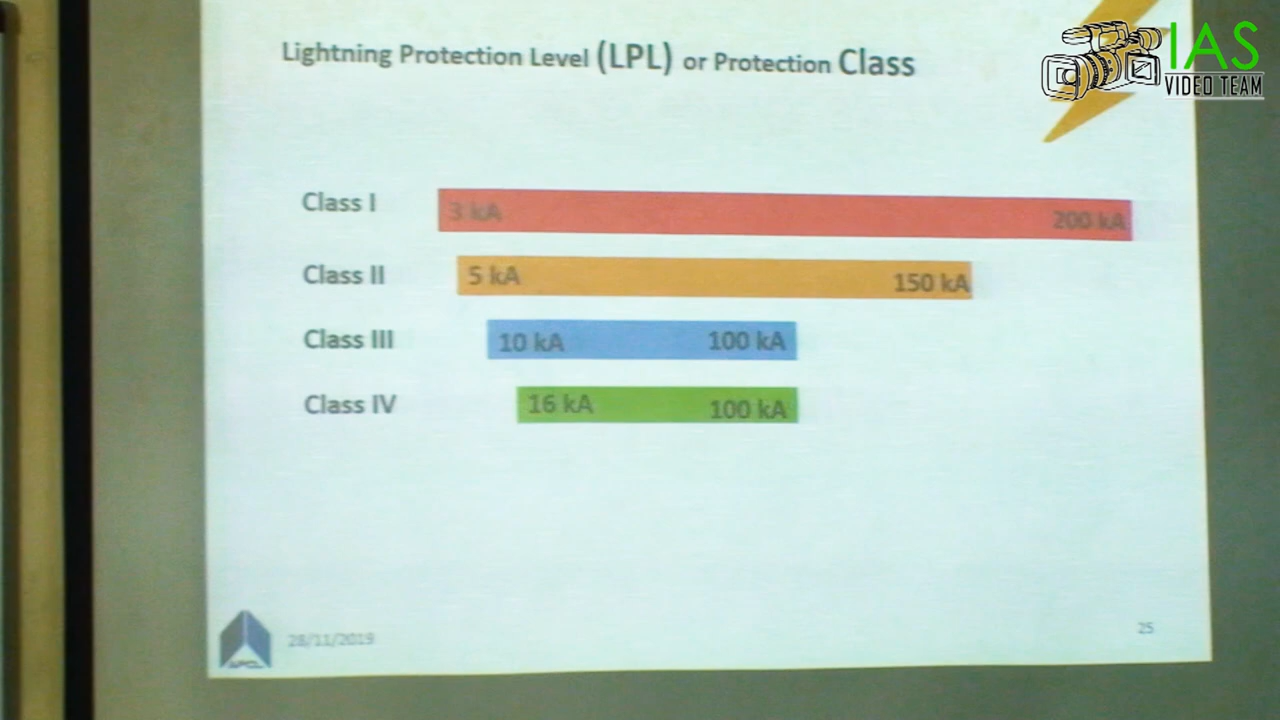 IAS
VIDEO TEAM
Lightning Protection Level (LPL) or Protection Class
Class I 3 kA 200 kA
Class II 5 kA 150 kA
Class III 10 kA 100 kA
Class IV 16 kA 100 kA
28/11/2019 25